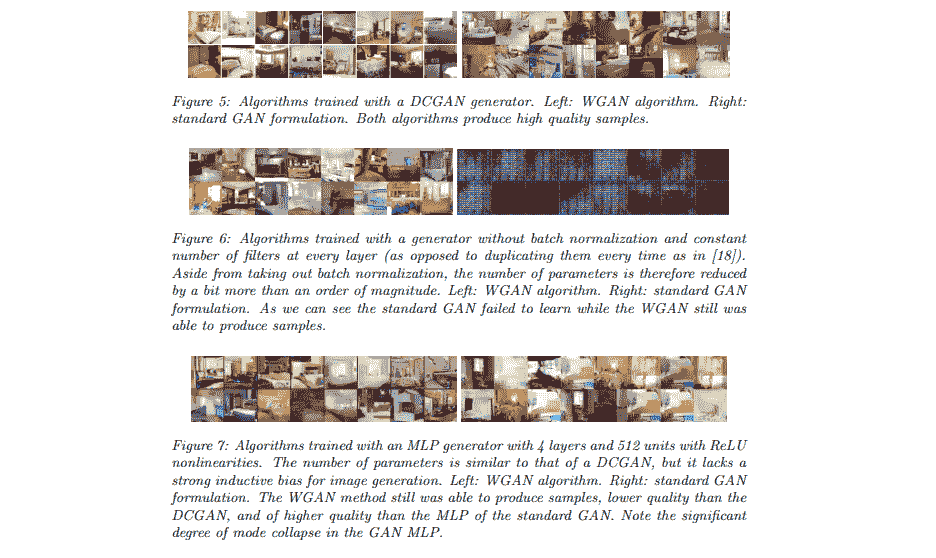 Figure 5: Algorithms trained with a DCGAN generator. Left: WGAN algorithm. Right:
standard GAN formulation. Both algorithms produce high quality samples.
Figure 6: Algorithms trained with a generator without batch normalization and constant
number of filters at every layer (as opposed to duplicating them every time as in [18]).
Aside from taking out batch normalization, the number of parameters is therefore reduced
by a bit more than an order of magnitude. Left: WGAN algorithm. Right: standard GAN
formulation. As we can see the standard GAN failed to learn while the WGAN still was
able to produce samples.
Figure 7: Algorithms trained with an MLP generator with 4 layers and 512 units with ReLU
nonlinearities. The number of parameters is similar to that of a DCGAN, but it lacks a
strong inductive bias for image generation. Left: WGAN algorithm. Right: standard GAN
formulation. The WGAN method still was able to produce samples, lower quality than the
DCGAN, and of higher quality than the MLP of the standard GAN. Note the significant
degree of mode collapse in the GAN MLP.